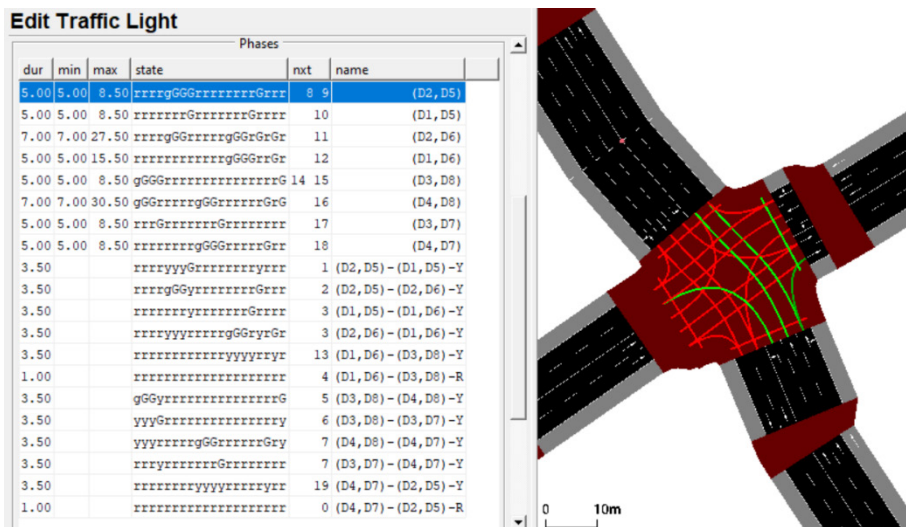 Edit Traffic Light
Phases
dur min max state nxt name
5.00 5.00 8.50 rrrrgGGGrrrrrrrrGrrr 8 9 (D2,D5)
5.00 5.00 8.50 rrrrrrrGrrrrrrrGrrrr 10 (D1,D5)
7.00 7.00 27.50 rrrrgGGrrrrrgGGrGrGr 11 (D2,D6)
5.00 5.00 15.50 rrrrrrrrrrrrgGGGrrGr 12 (D1,D6)
5.00 5.00 8.50 gGGGrrrrrrrrrrrrrrrG 14 15 (D3,D8)
7.00 7.00 30.50 gGGrrrrrgGGrrrrrrGrG 16 (D4,D8)
5.00 5.00 8.50 rrrGrrrrrrrGrrrrrrrr 17 (D3,D7)
5.00 5.00 8.50 rrrrrrrrgGGGrrrrrGrr 18 (D4,D7)
3.50 rrrryyyGrrrrrrrryrrr 1 (D2,D5)-(D1,D5)-Y
3.50 rrrrgGGyrrrrrrrrGrrr 2 (D2,D5)-(D2,D6)-Y
3.50 rrrrrrryrrrrrrrGrrrr 3 (D1,D5)-(D1,D6)-Y
3.50 rrrryyyrrrrrgGGryrGr 3 (D2,D6)-(D1,D6)-Y
3.50 rrrrrrrrrrrryyyyrryr 13 (D1,D6)-(D3,D8)-Y
1.00 rrrrrrrrrrrrrrrrrrrr 4 (D1,D6)-(D3,D8)-R
3.50 gGGyrrrrrrrrrrrrrrrG 5 (D3,D8)-(D4,D8)-Y
3.50 yyyGrrrrrrrrrrrrrrry 6 (D3,D8)-(D3,D7)-Y
3.50 yyyrrrrrgGGrrrrrrGry 7 (D4,D8)-(D4,D7)-Y
3.50 rrryrrrrrrrGrrrrrrrr 7 (D3,D7)-(D4,D7)-Y
3.50 rrrrrrrryyyyrrrrryrr 19 (D4,D7)-(D2,D5)-Y
1.00 rrrrrrrrrrrrrrrrrrrr 0 (D4,D7)-(D2,D5)-R
0 10m